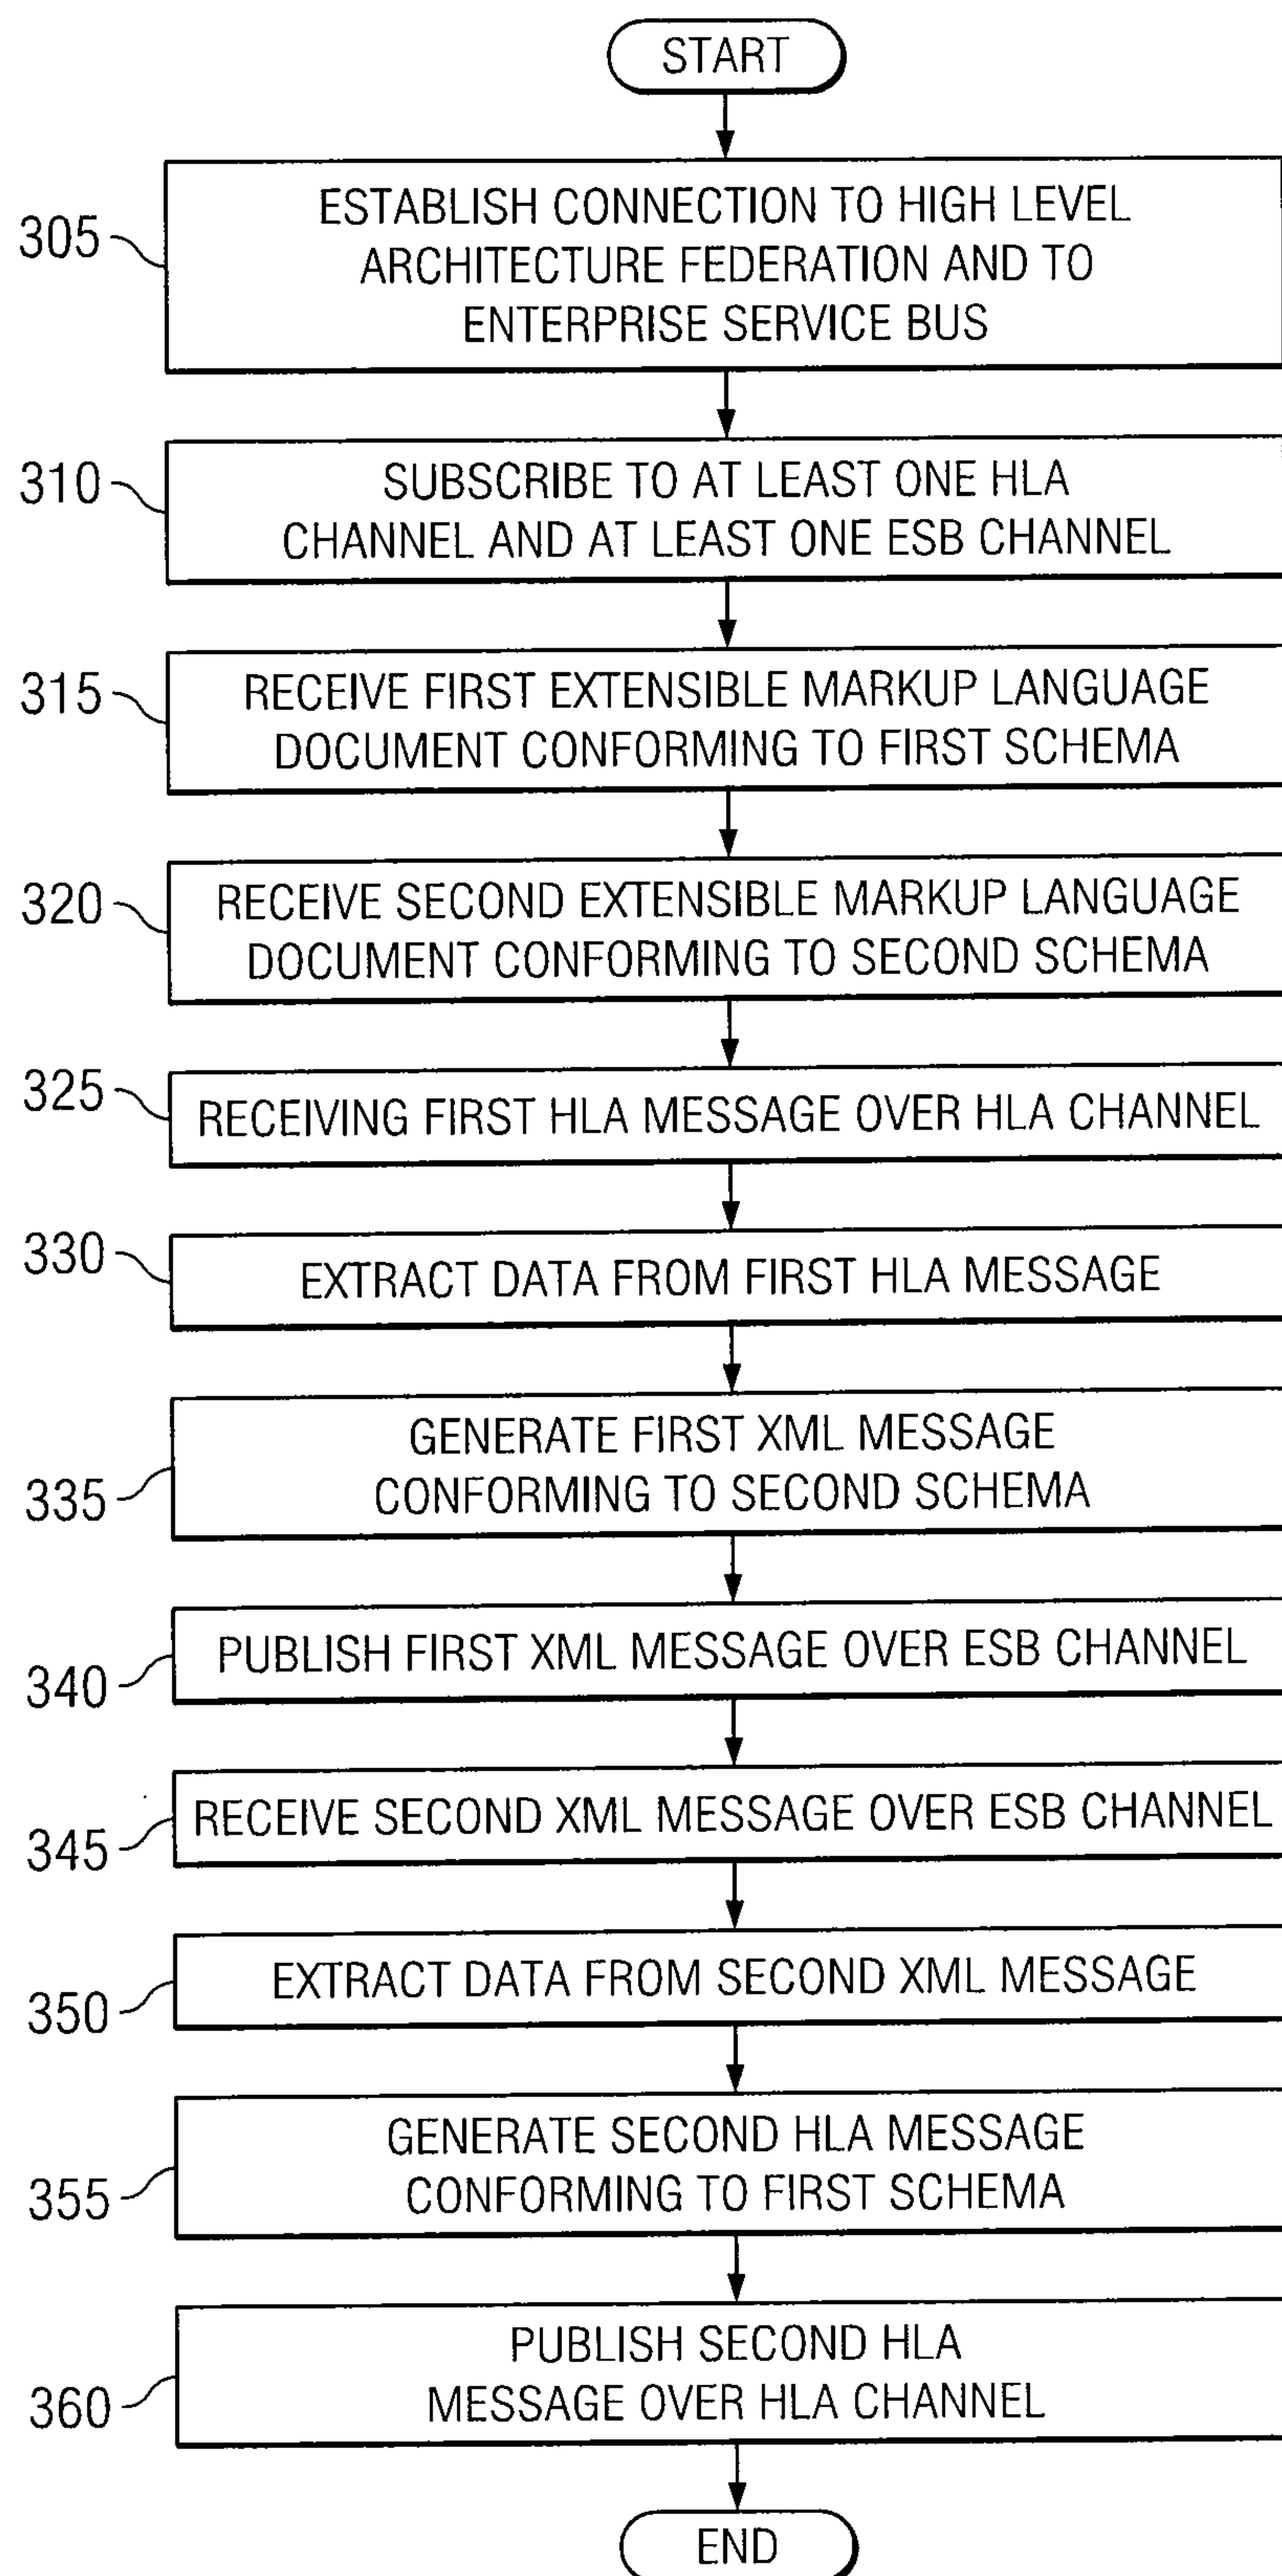 START
305
ESTABLISH CONNECTION TO HIGH LEVEL
ARCHITECTURE FEDERATION AND TO
ENTERPRISE SERVICE BUS
310
SUBSCRIBE TO AT LEAST ONE HLA
CHANNEL AND AT LEAST ONE ESB CHANNEL
315
RECEIVE FIRST EXTENSIBLE MARKUP LANGUAGE
DOCUMENT CONFORMING TO FIRST SCHEMA
320
RECEIVE SECOND EXTENSIBLE MARKUP LANGUAGE
DOCUMENT CONFORMING TO SECOND SCHEMA
325
RECEIVING FIRST HLA MESSAGE OVER HLA CHANNEL
330
EXTRACT DATA FROM FIRST HLA MESSAGE
335
GENERATE FIRST XML MESSAGE
CONFORMING TO SECOND SCHEMA
340
PUBLISH FIRST XML MESSAGE OVER ESB CHANNEL
345
RECEIVE SECOND XML MESSAGE OVER ESB CHANNEL
350
EXTRACT DATA FROM SECOND XML MESSAGE
355
GENERATE SECOND HLA MESSAGE
CONFORMING TO FIRST SCHEMA
360
PUBLISH SECOND HLA
MESSAGE OVER HLA CHANNEL
END